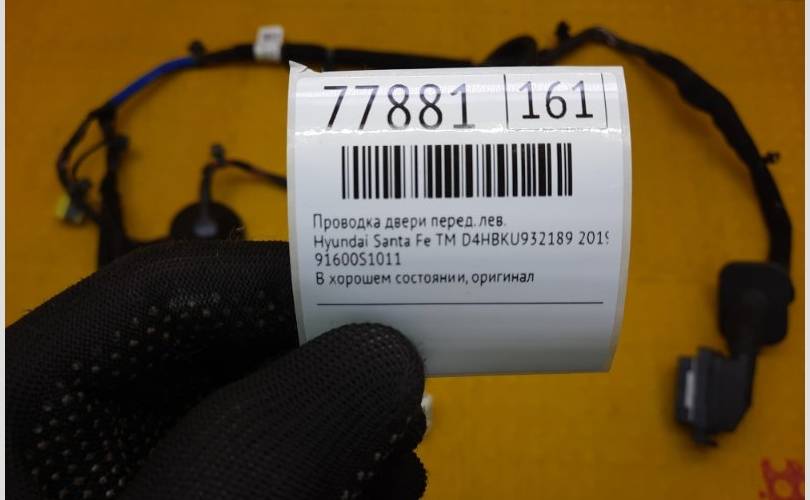 77881 161
Проводка двери перед. лев.
Hyundai Santa Fe TM D4HBKU932189 2019
91600S1011
В хорошем состоянии, оригинал